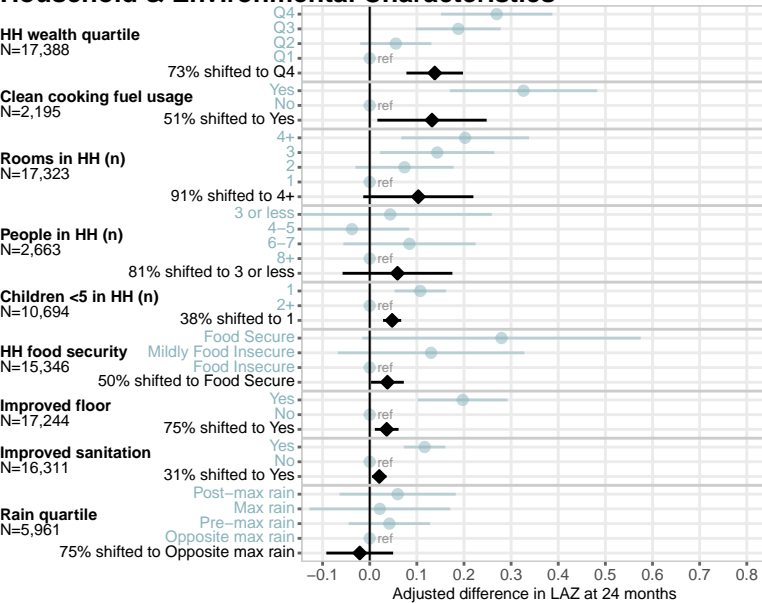 Household & Environmental Characteristics
HH wealth quartile
N=17,388
Q4
Q3
Q2
Q1
ref
73% shifted to Q4
Clean cooking fuel usage
N=2,195
Yes
No
ref
51% shifted to Yes
Rooms in HH (n)
N=17,323
4+
3
2
1
ref
91% shifted to 4+
People in HH (n)
N=2,663
3 or less
4−5
6−7
8+
ref
81% shifted to 3 or less
Children <5 in HH (n)
N=10,694
1
2+
ref
38% shifted to 1
HH food security
N=15,346
Food Secure
Mildly Food Insecure
Food Insecure
ref
50% shifted to Food Secure
Improved floor
N=17,244
Yes
No
ref
75% shifted to Yes
Improved sanitation
N=16,311
Yes
No
ref
31% shifted to Yes
Rain quartile
N=5,961
Post−max rain
Max rain
Pre−max rain
Opposite max rain
ref
75% shifted to Opposite max rain
−0.1 0.0 0.1 0.2 0.3 0.4 0.5 0.6 0.7 0.8
Adjusted difference in LAZ at 24 months